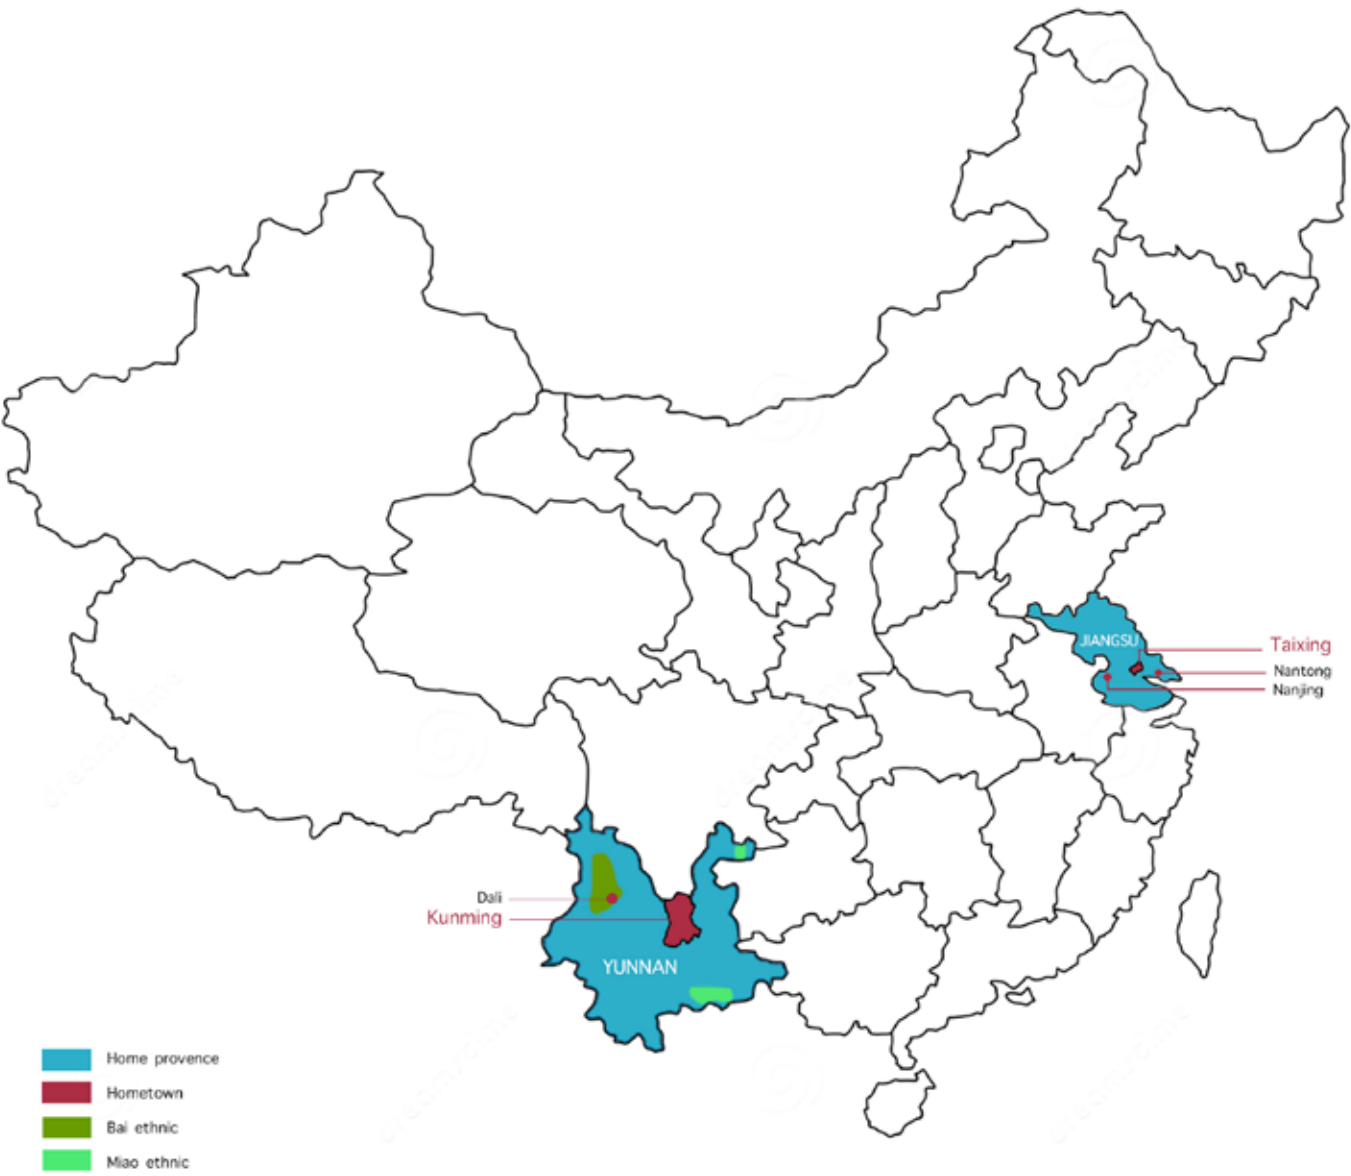 JIANGSU
Taixing
Nantong
Nanjing
Dali
Kunming
YUNNAN
Home provence
Hometown
Bai ethnic
Miao ethnic